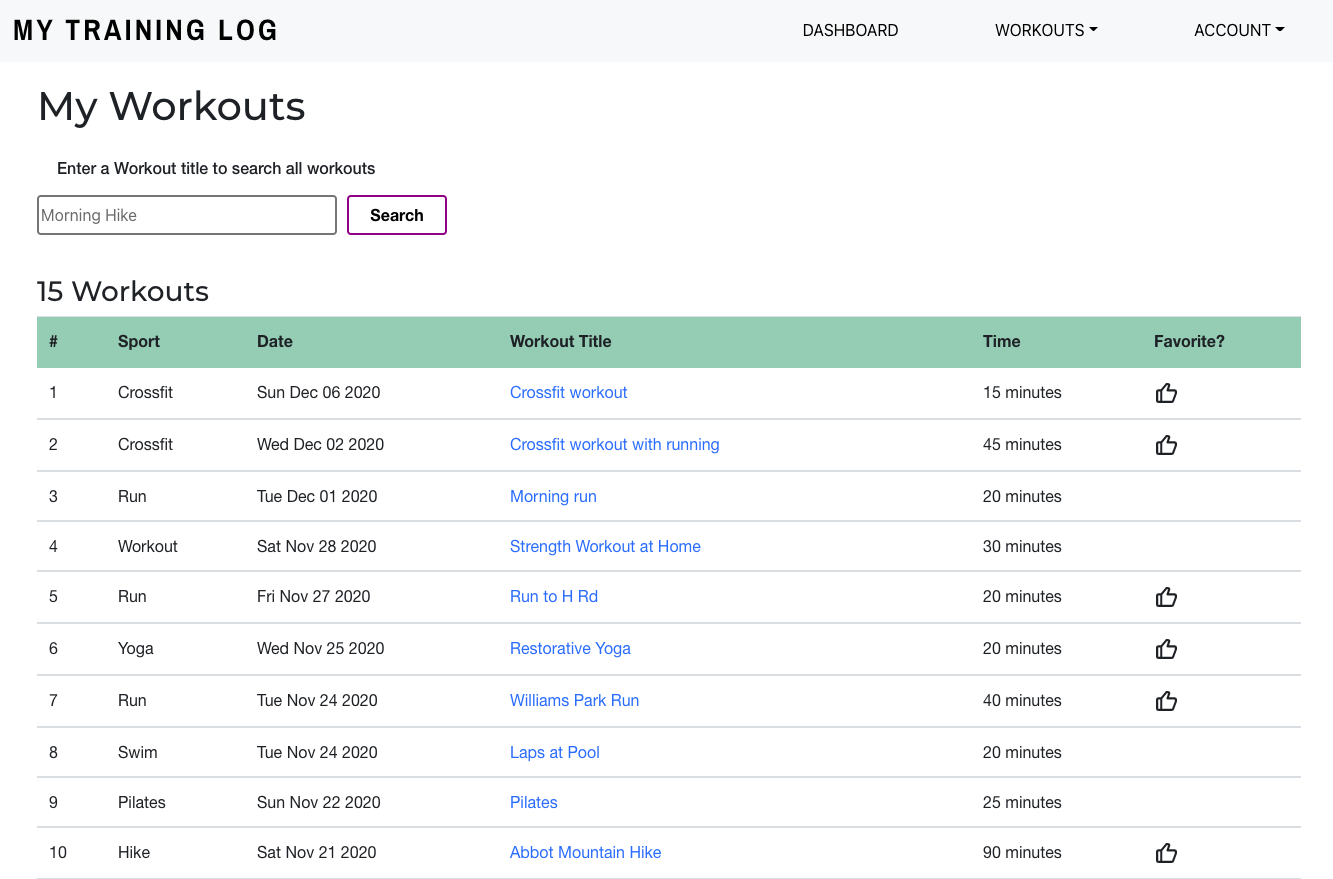 MY TRAINING LOG DASHBOARD WORKOUTS ACCOUNT
My Workouts
Enter a Workout title to search all workouts
Morning Hike Search
15 Workouts
# Sport Date Workout Title Time Favorite?
1 Crossfit Sun Dec 06 2020 Crossfit workout 15 minutes
2 Crossfit Wed Dec 02 2020 Crossfit workout with running 45 minutes
3 Run Tue Dec 01 2020 Morning run 20 minutes
4 Workout Sat Nov 28 2020 Strength Workout at Home 30 minutes
5 Run Fri Nov 27 2020 Run to H Rd 20 minutes
6 Yoga Wed Nov 25 2020 Restorative Yoga 20 minutes
7 Run Tue Nov 24 2020 Williams Park Run 40 minutes
8 Swim Tue Nov 24 2020 Laps at Pool 20 minutes
9 Pilates Sun Nov 22 2020 Pilates 25 minutes
10 Hike Sat Nov 21 2020 Abbot Mountain Hike 90 minutes